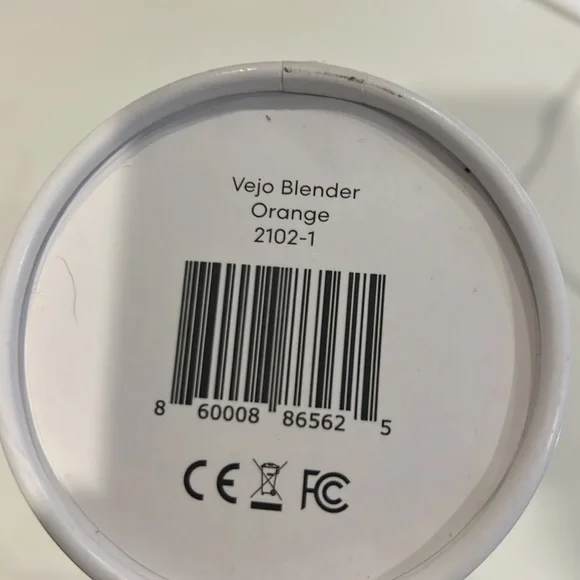 Vejo Blender
Orange
2102-1
8 60008 86562 5
CE FC